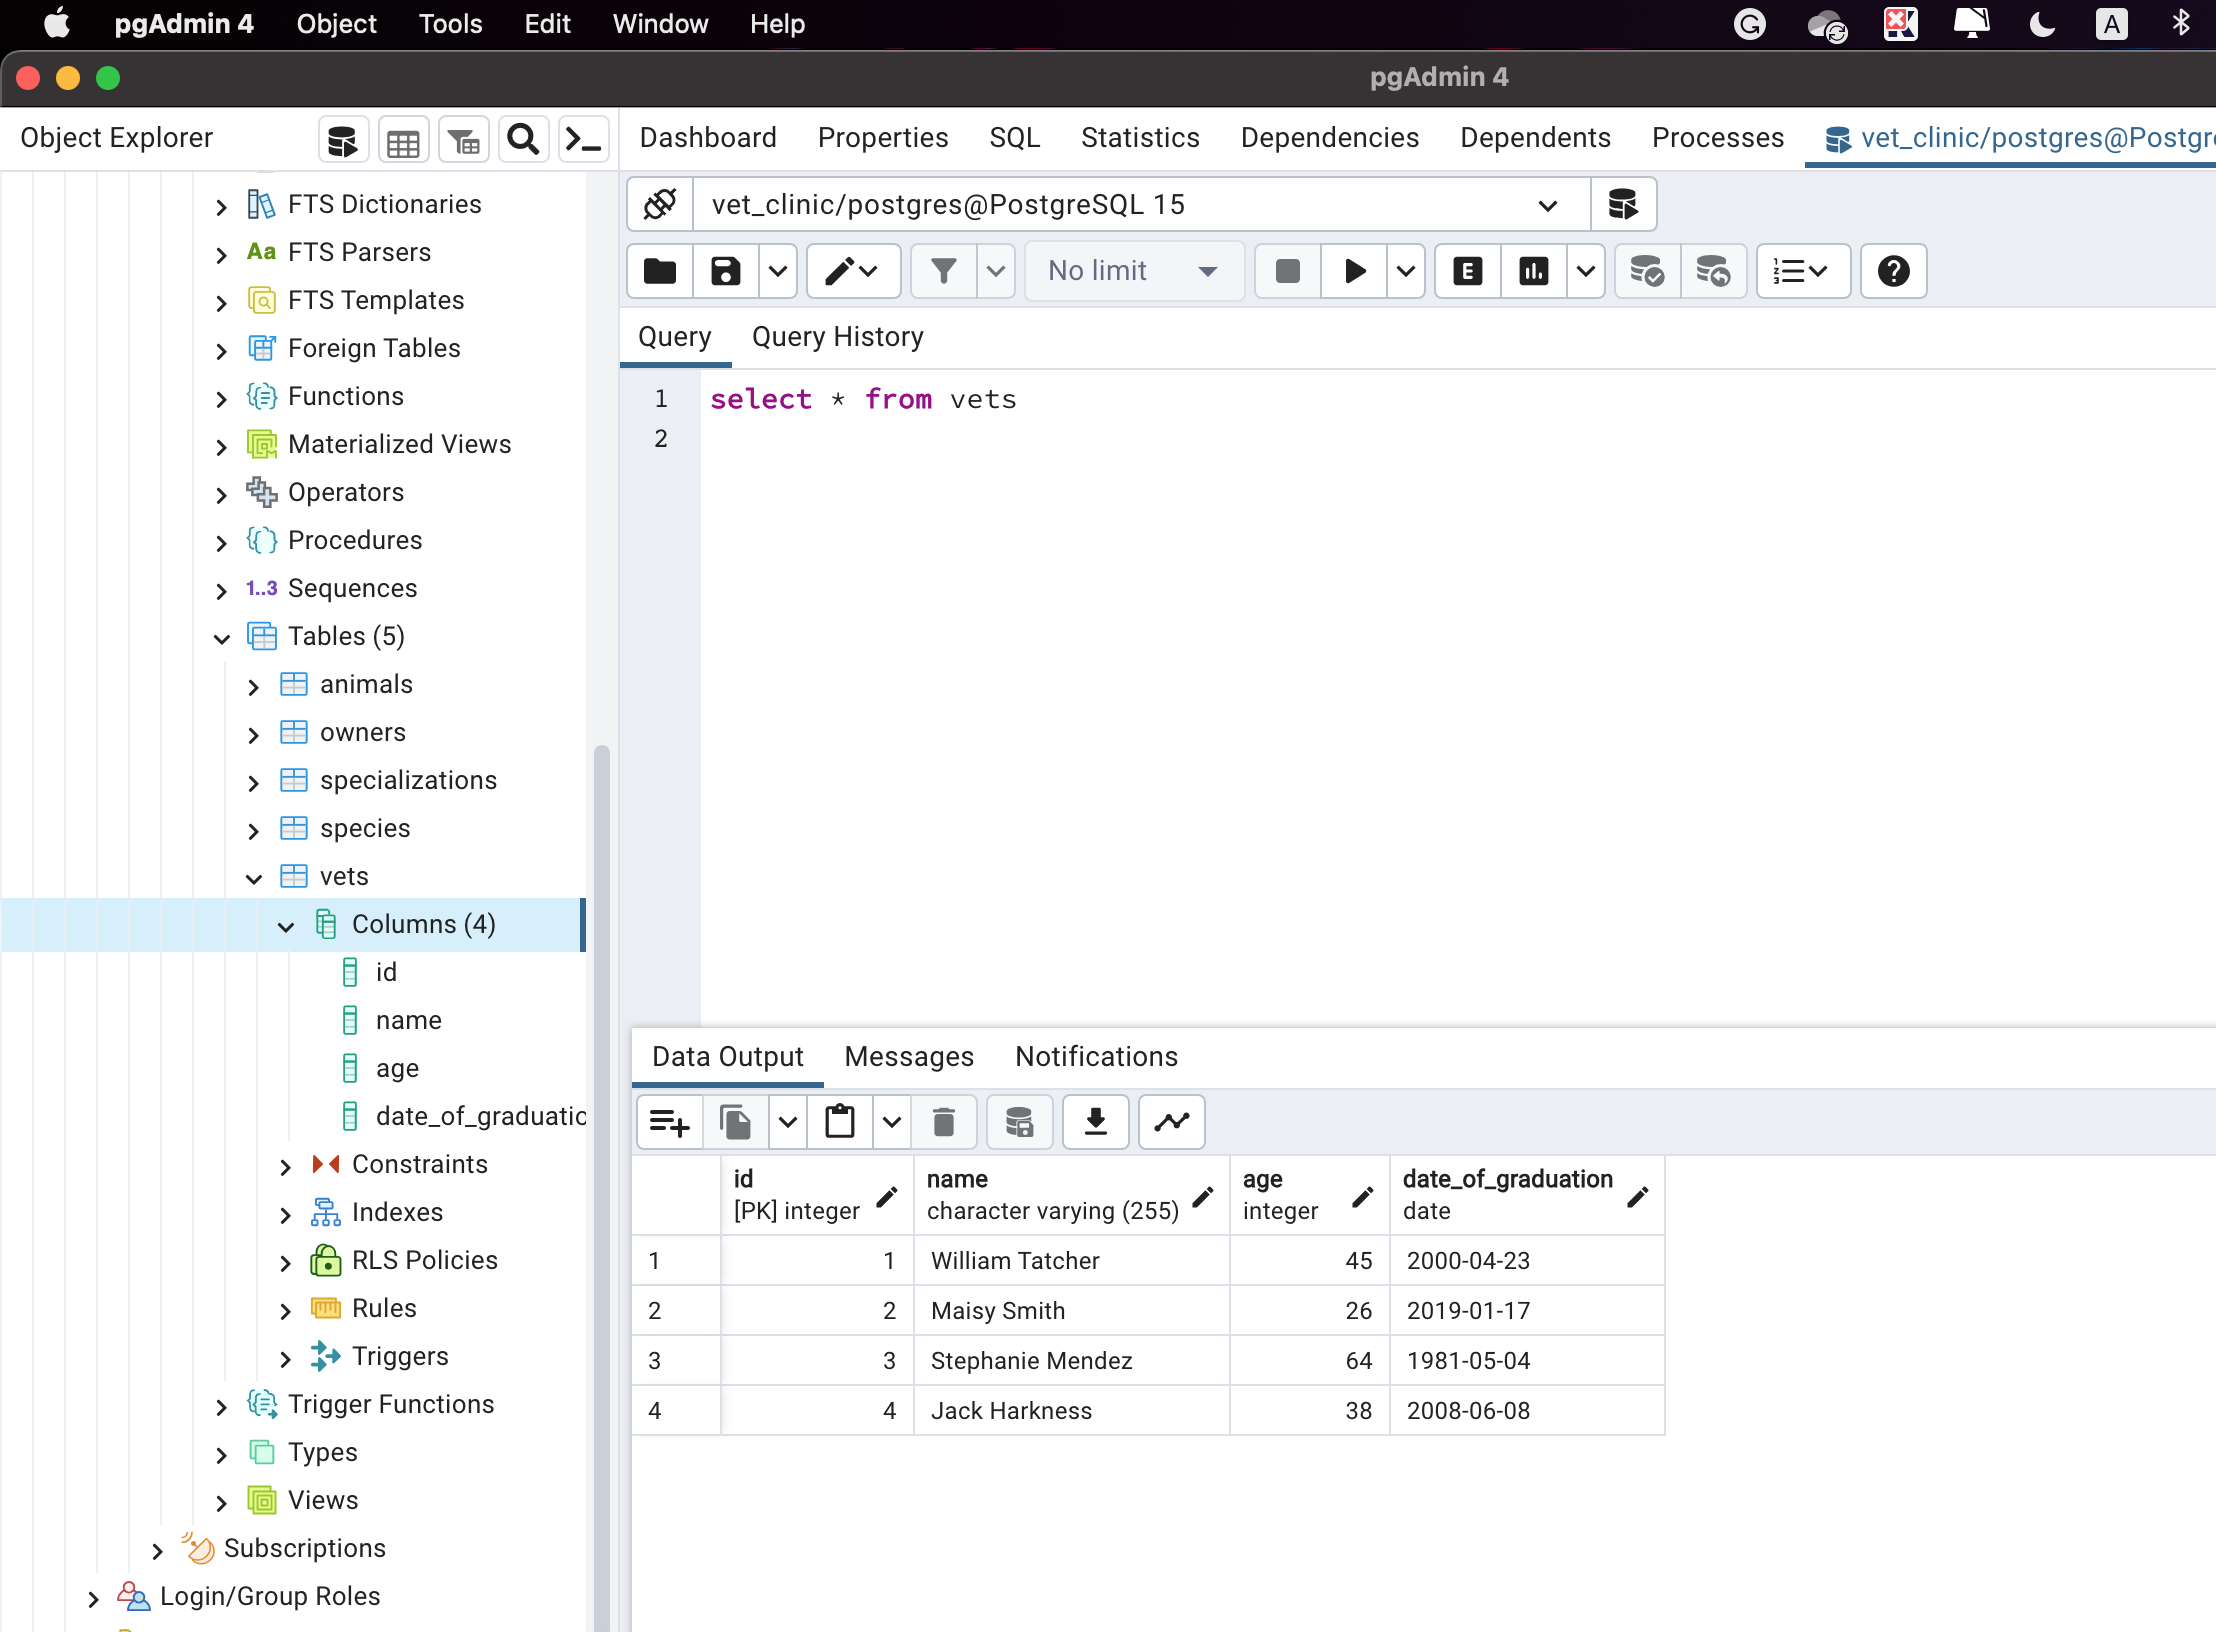 pgAdmin 4 Object Tools Edit Window Help A
pgAdmin 4
Object Explorer
Dashboard Properties SQL Statistics Dependencies Dependents Processes vet_clinic/postgres@Postgr
FTS Dictionaries
Aa FTS Parsers
FTS Templates
Foreign Tables
Functions
Materialized Views
Operators
Procedures
1..3 Sequences
Tables (5)
animals
owners
specializations
species
vets
Columns (4)
id
name
age
date_of_graduatio
Constraints
Indexes
RLS Policies
Rules
Triggers
Trigger Functions
Types
Views
Subscriptions
Login/Group Roles
vet_clinic/postgres@PostgreSQL 15
No limit E
Query Query History
1 select * from vets
2
Data Output Messages Notifications
id name age date_of_graduation
[PK] integer character varying (255) integer date
1 1 William Tatcher 45 2000-04-23
2 2 Maisy Smith 26 2019-01-17
3 3 Stephanie Mendez 64 1981-05-04
4 4 Jack Harkness 38 2008-06-08